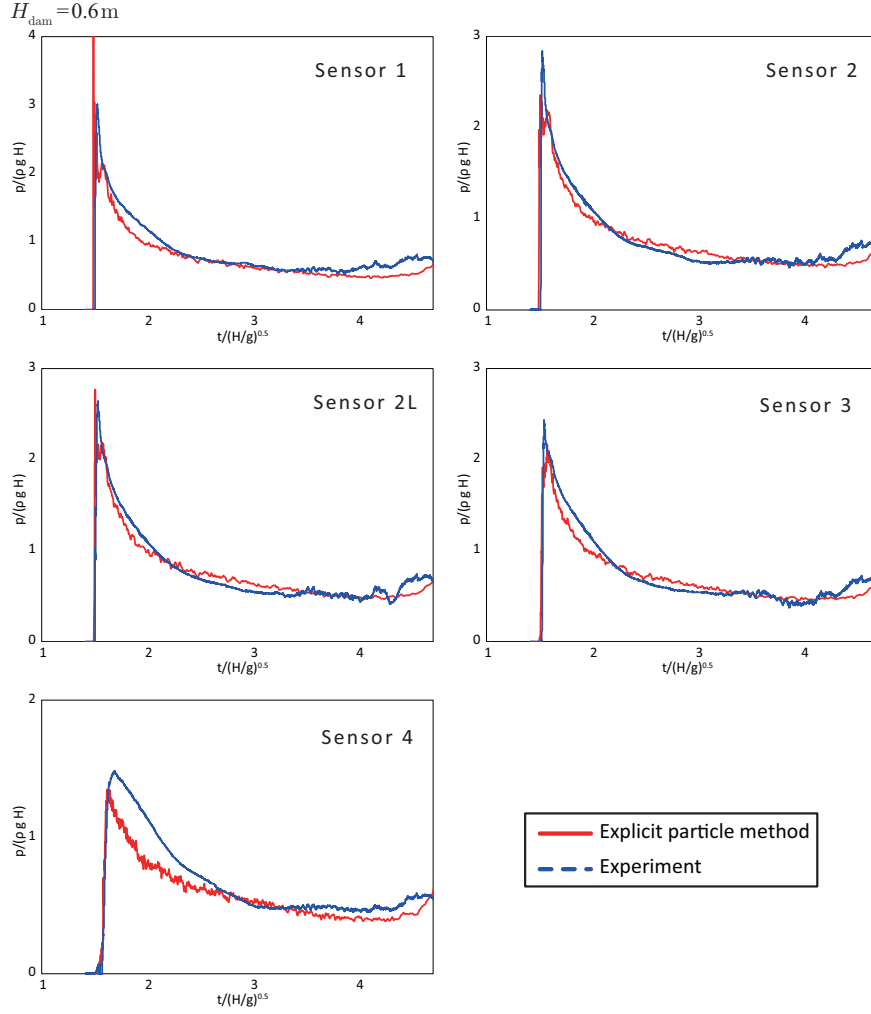 H_dam=0.6m
Sensor 1
p/(ρ g H)
4
3
2
1
0
1 2 3 4
t/(H/g)^0.5
Sensor 2
p/(ρ g H)
3
2
1
0
1 2 3 4
t/(H/g)^0.5
Sensor 2L
p/(ρ g H)
3
2
1
0
1 2 3 4
t/(H/g)^0.5
Sensor 3
p/(ρ g H)
3
2
1
0
1 2 3 4
t/(H/g)^0.5
Sensor 4
p/(ρ g H)
2
1
0
1 2 3 4
t/(H/g)^0.5
Explicit particle method
Experiment